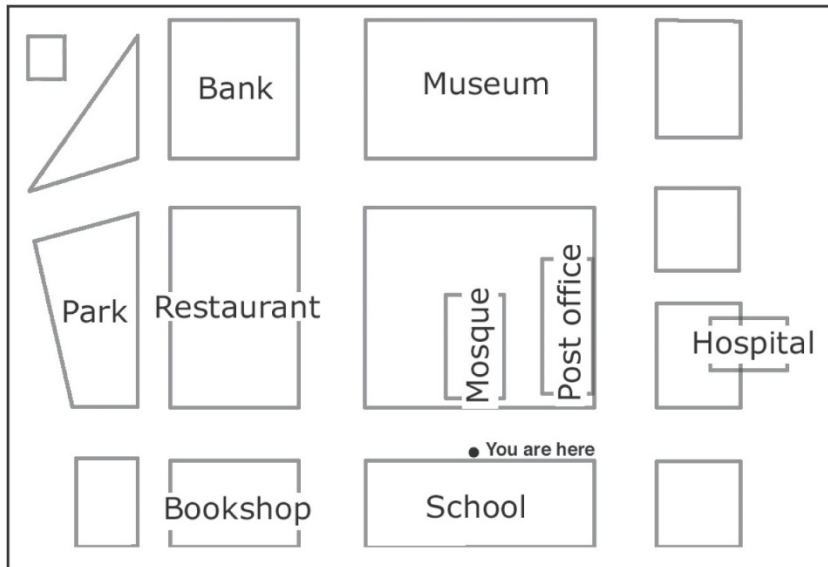 Bank
Museum
Park
Restaurant
Mosque
Post office
Hospital
You are here
Bookshop
School